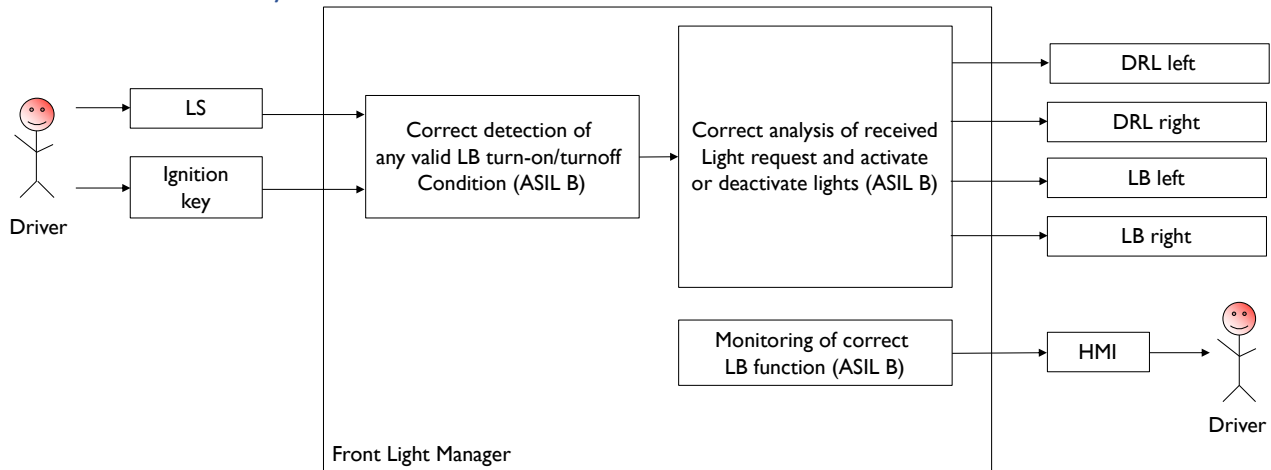 LS
Ignition
key
Driver
Correct detection of
any valid LB turn-on/turnoff
Condition (ASIL B)
Correct analysis of received
Light request and activate
or deactivate lights (ASIL B)
DRL left
DRL right
LB left
LB right
Monitoring of correct
LB function (ASIL B)
HMI
Driver
Front Light Manager